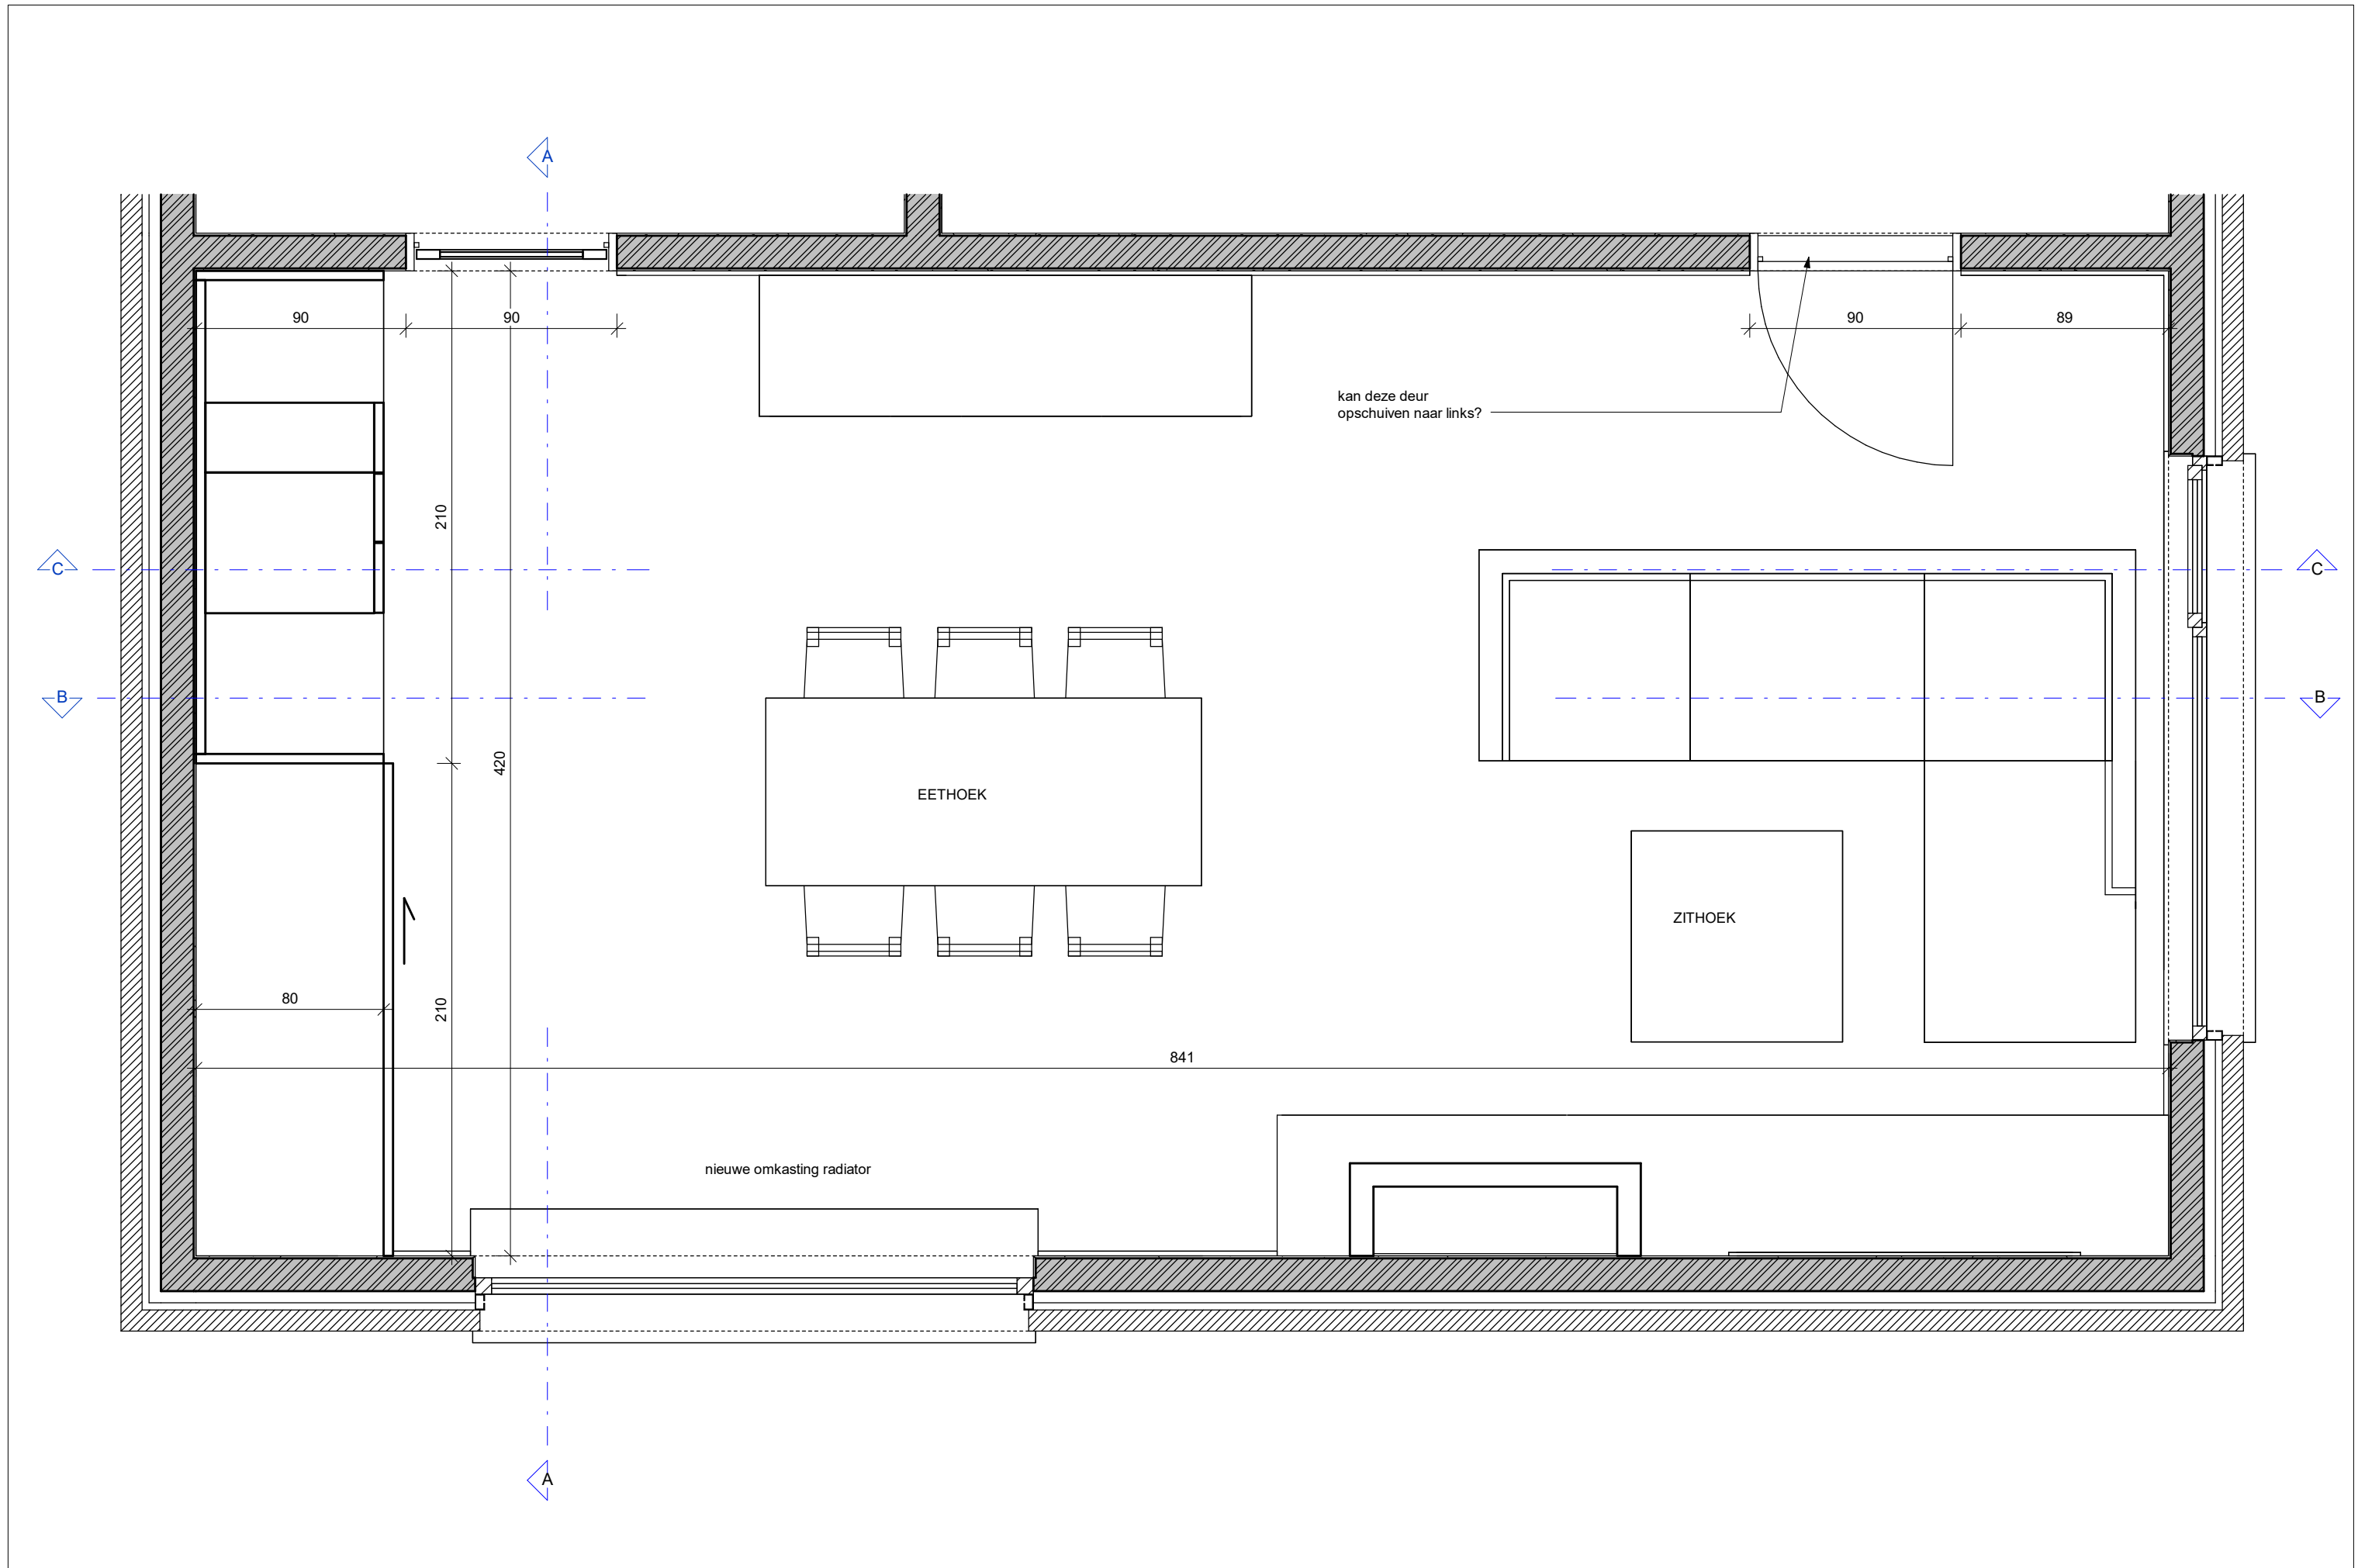 A
90
90
90
89
kan deze deur
opschuiven naar links?
210
C
C
B
B
420
EETHOEK
ZITHOEK
80
210
841
nieuwe omkasting radiator
A